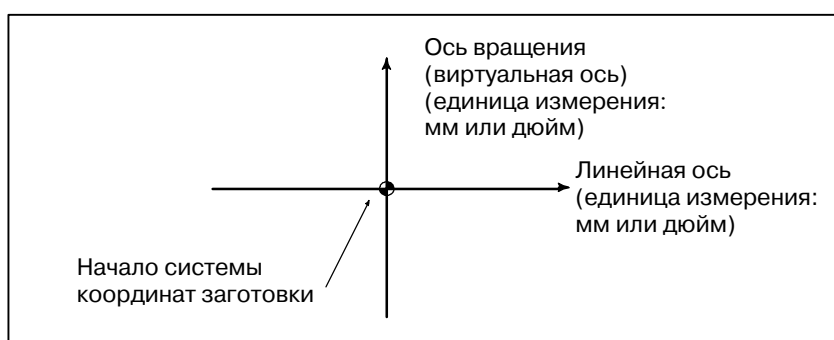 Ось вращения
(виртуальная ось)
(единица измерения:
мм или дюйм)
Линейная ось
(единица измерения:
мм или дюйм)
Начало системы
координат заготовки